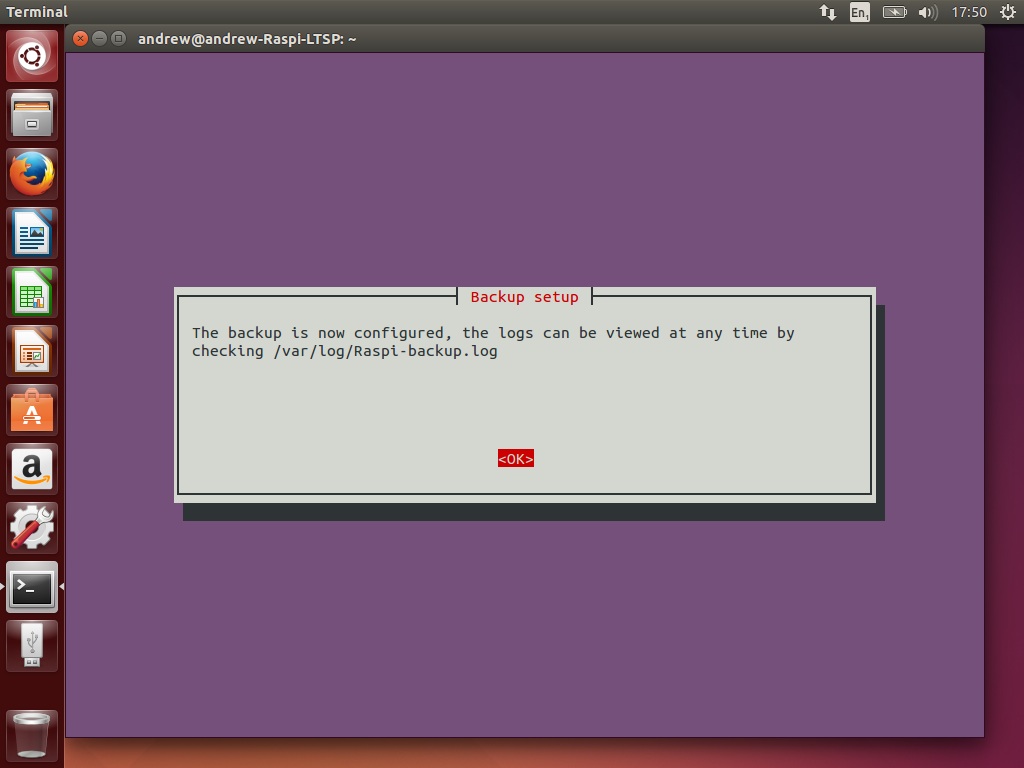 Terminal
En1
17:50
andrew@andrew-Raspi-LTSP: ~
Backup setup
The backup is now configured, the logs can be viewed at any time by
checking /var/log/Raspi-backup.log
<OK>
A
a
>_